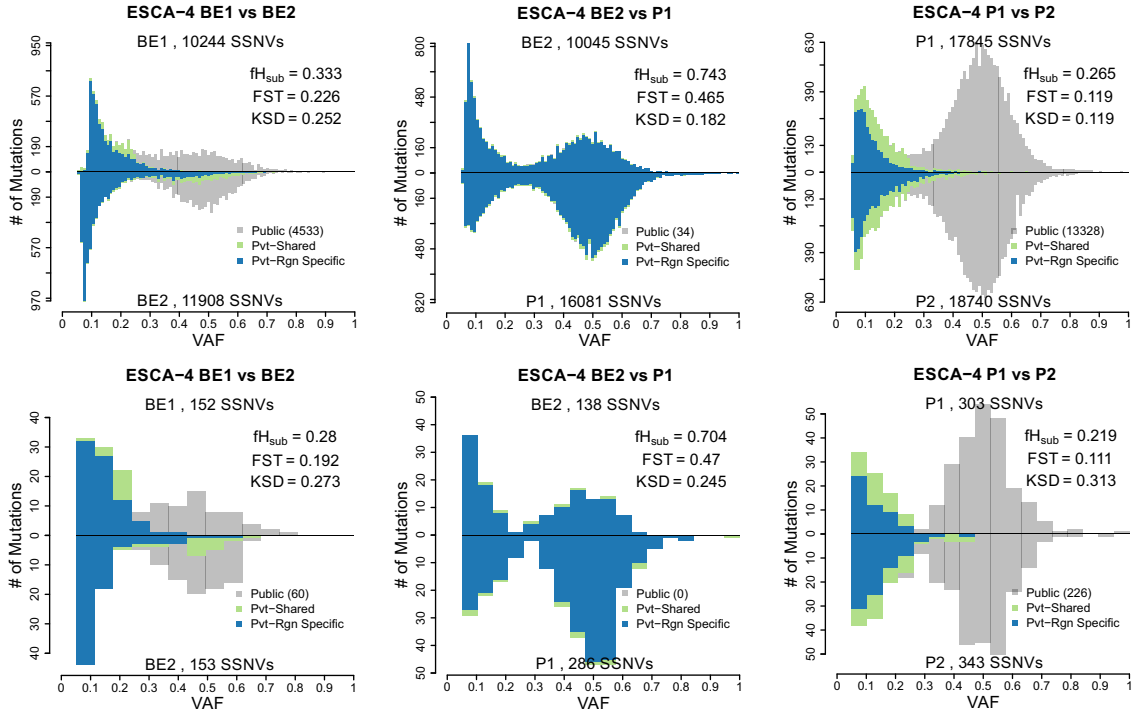 ESCA−4 BE1 vs BE2
BE1 , 10244 SSNVs
fHsub = 0.333
FST = 0.226
KSD = 0.252
# of Mutations
950
570
190
0
190
570
970
Public (4533)
Pvt−Shared
Pvt−Rgn Specific
BE2 , 11908 SSNVs
0 0.1 0.2 0.3 0.4 0.5 0.6 0.7 0.8 1
VAF
ESCA−4 BE2 vs P1
BE2 , 10045 SSNVs
fHsub = 0.743
FST = 0.465
KSD = 0.182
# of Mutations
800
480
160
0
160
480
820
Public (34)
Pvt−Shared
Pvt−Rgn Specific
P1 , 16081 SSNVs
0 0.1 0.2 0.3 0.4 0.5 0.6 0.7 0.8 1
VAF
ESCA−4 P1 vs P2
P1 , 17845 SSNVs
fHsub = 0.265
FST = 0.119
KSD = 0.119
# of Mutations
630
390
130
0
130
390
630
Public (13328)
Pvt−Shared
Pvt−Rgn Specific
P2 , 18740 SSNVs
0 0.1 0.2 0.3 0.4 0.5 0.6 0.7 0.8 1
VAF
ESCA−4 BE1 vs BE2
BE1 , 152 SSNVs
fHsub = 0.28
FST = 0.192
KSD = 0.273
# of Mutations
40
30
20
10
0
10
20
30
40
Public (60)
Pvt−Shared
Pvt−Rgn Specific
BE2 , 153 SSNVs
0 0.1 0.2 0.3 0.4 0.5 0.6 0.7 0.8 1
VAF
ESCA−4 BE2 vs P1
BE2 , 138 SSNVs
fHsub = 0.704
FST = 0.47
KSD = 0.245
# of Mutations
50
40
30
20
10
0
10
20
30
40
50
Public (0)
Pvt−Shared
Pvt−Rgn Specific
P1 , 286 SSNVs
0 0.1 0.2 0.3 0.4 0.5 0.6 0.7 0.8 1
VAF
ESCA−4 P1 vs P2
P1 , 303 SSNVs
fHsub = 0.219
FST = 0.111
KSD = 0.313
# of Mutations
50
40
30
20
10
0
10
20
30
40
50
Public (226)
Pvt−Shared
Pvt−Rgn Specific
P2 , 343 SSNVs
0 0.1 0.2 0.3 0.4 0.5 0.6 0.7 0.8 1
VAF